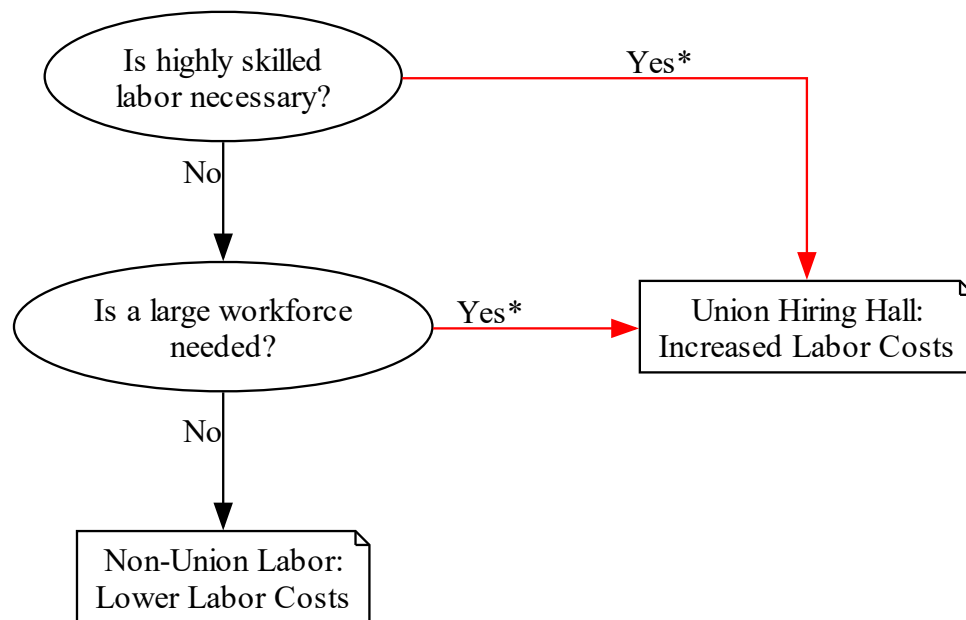 Is highly skilled
labor necessary?
Yes*
No
Is a large workforce
needed?
Yes*
Union Hiring Hall:
Increased Labor Costs
No
Non-Union Labor:
Lower Labor Costs